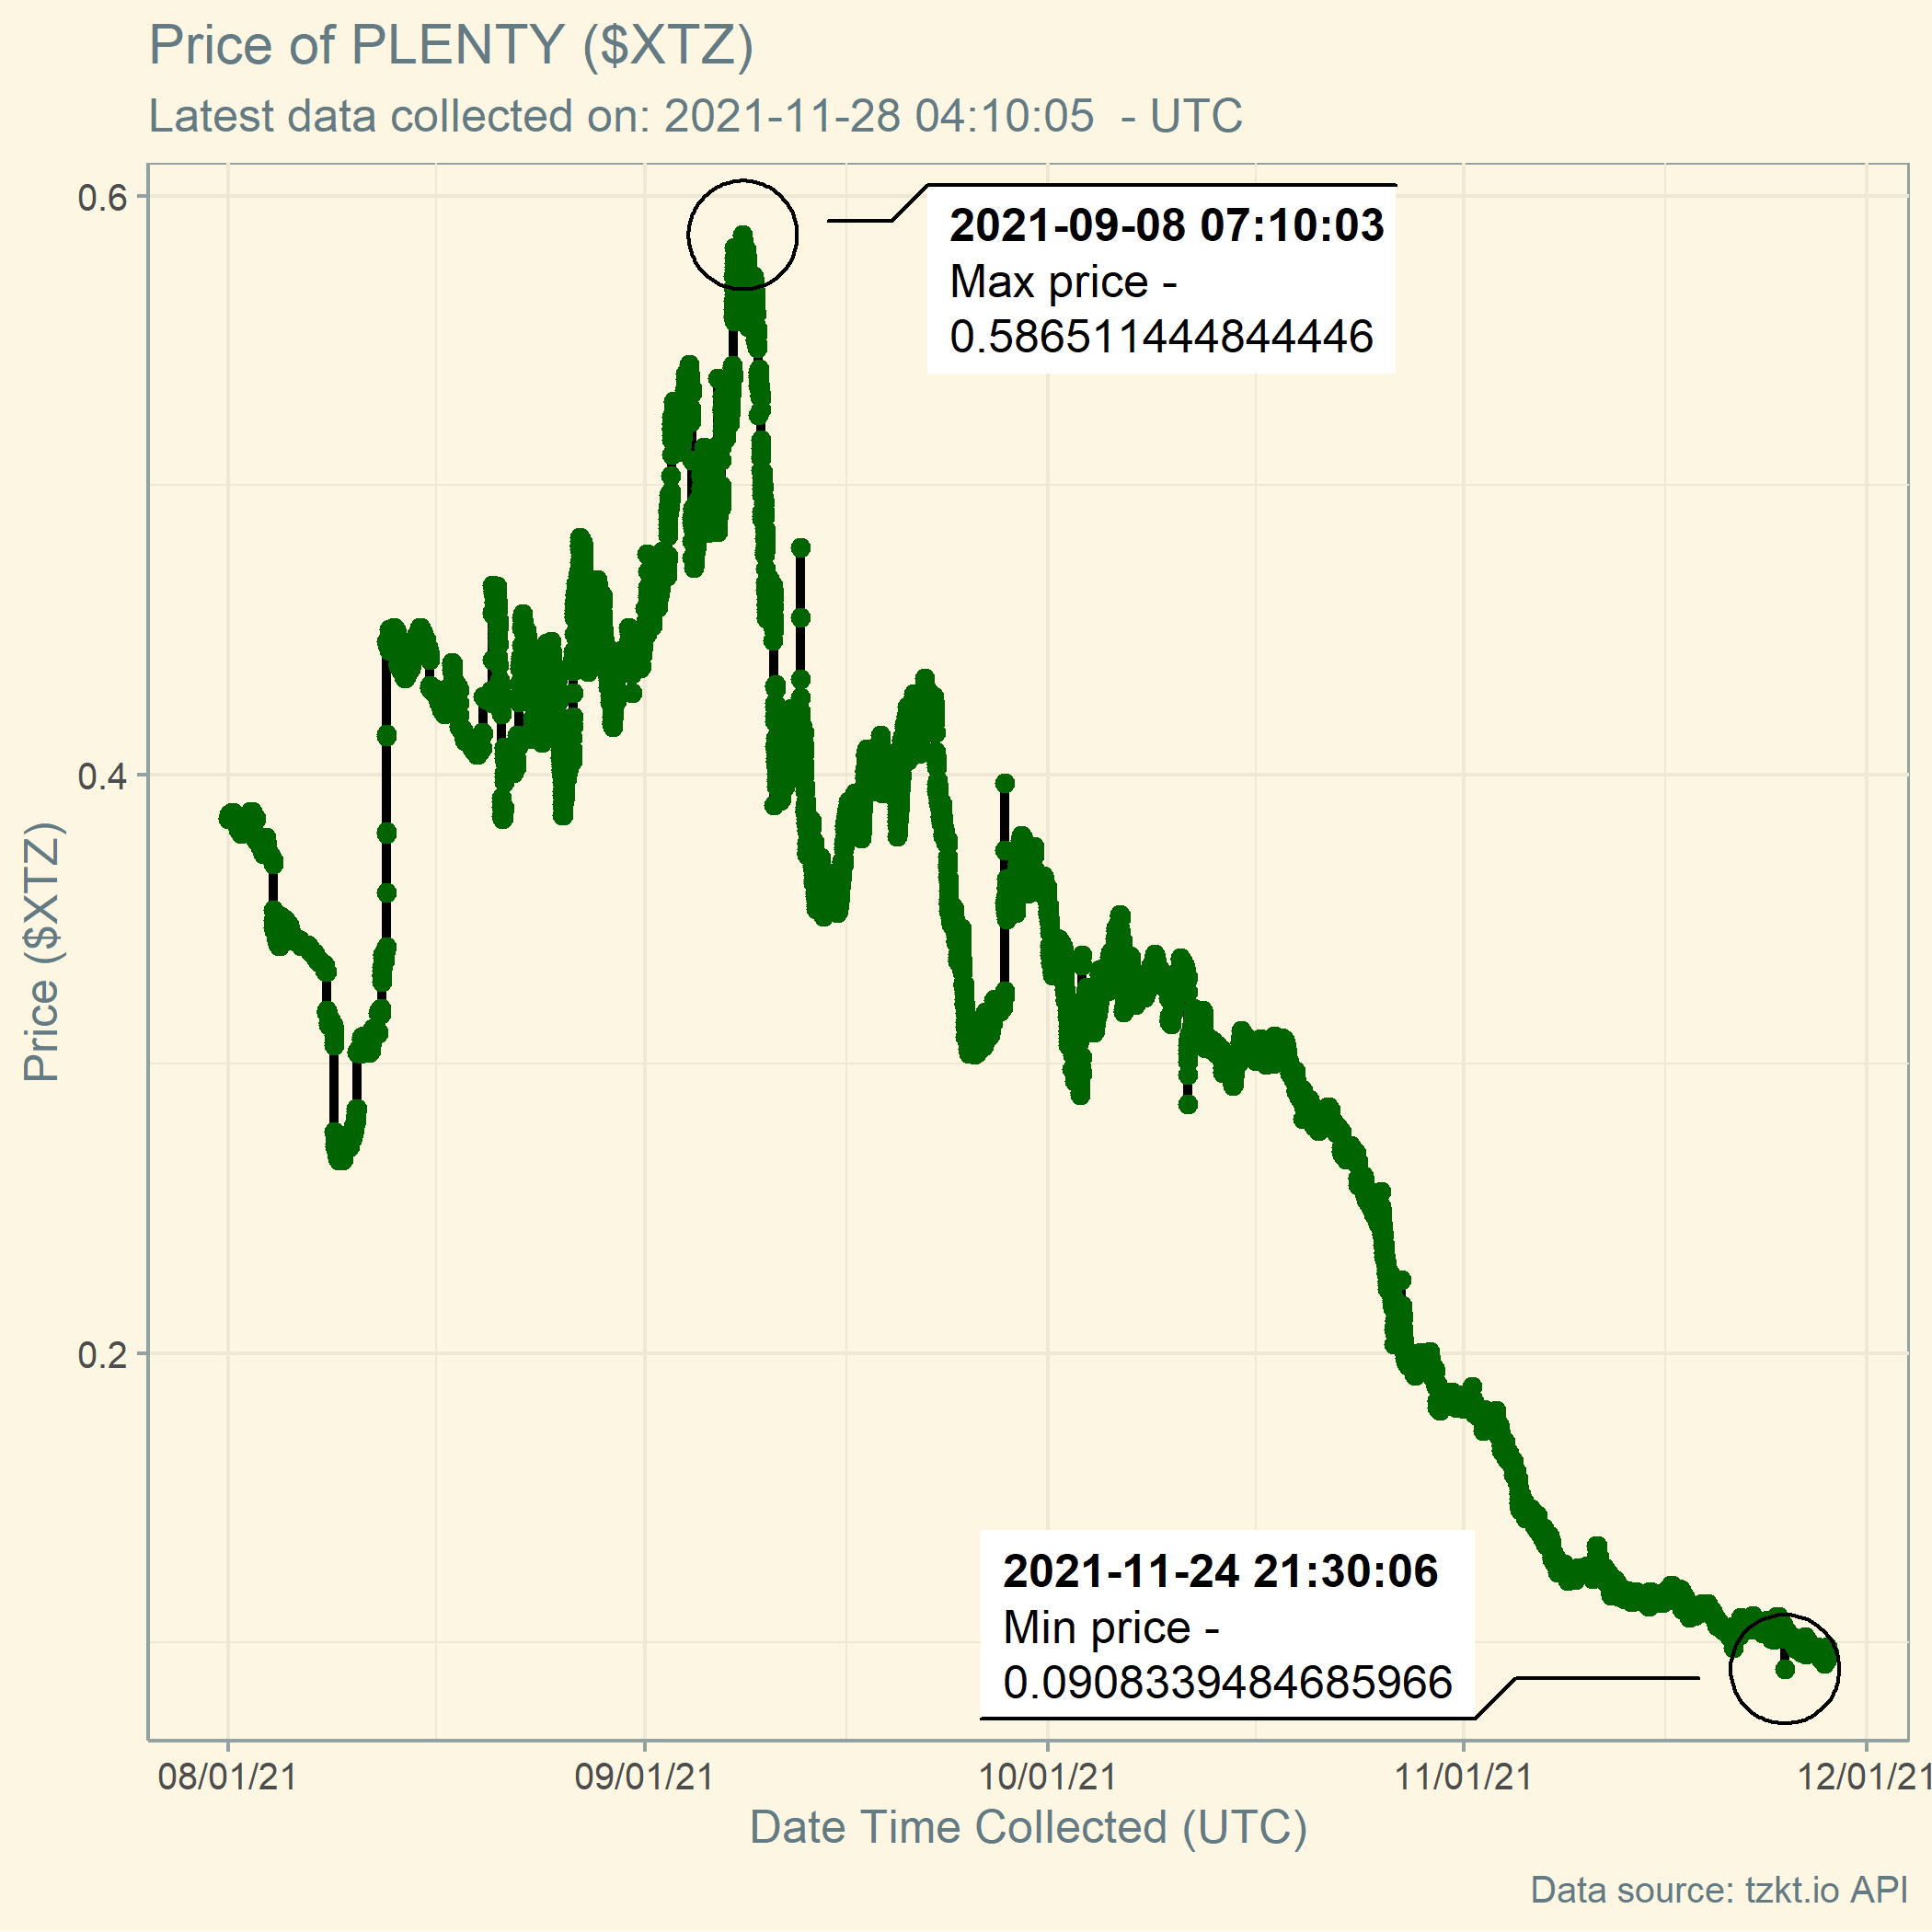 Price of PLENTY ($XTZ)
Latest data collected on: 2021-11-28 04:10:05  - UTC
0.6
0.4
0.2
Price ($XTZ)
2021-09-08 07:10:03
Max price -
0.586511444844446
2021-11-24 21:30:06
Min price -
0.0908339484685966
08/01/21
09/01/21
10/01/21
11/01/21
12/01/21
Date Time Collected (UTC)
Data source: tzkt.io API